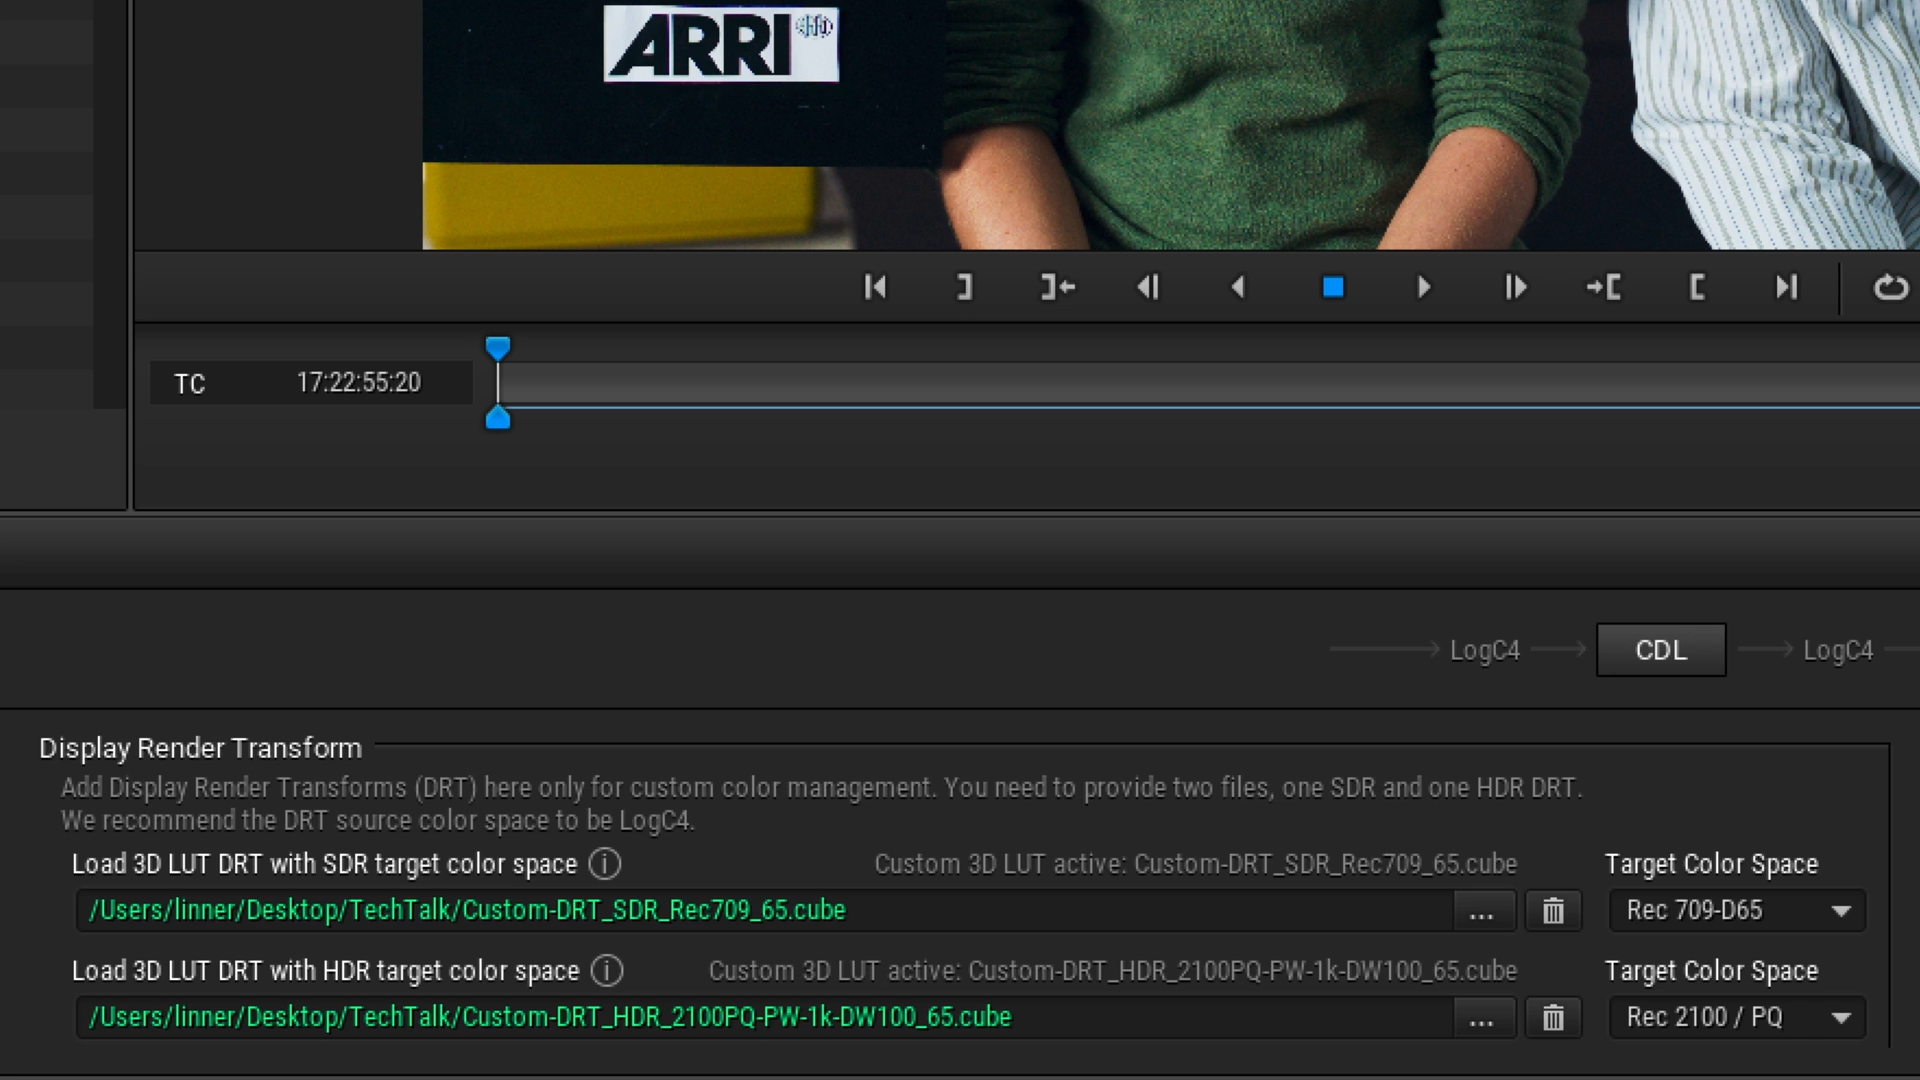 ARRI
TC 17:22:55:20
LogC4 CDL LogC4
Display Render Transform
Add Display Render Transforms (DRT) here only for custom color management. You need to provide two files, one SDR and one HDR DRT.
We recommend the DRT source color space to be LogC4.
Load 3D LUT DRT with SDR target color space Custom 3D LUT active: Custom-DRT_SDR_Rec709_65.cube Target Color Space
/Users/linner/Desktop/TechTalk/Custom-DRT_SDR_Rec709_65.cube ... Rec 709-D65
Load 3D LUT DRT with HDR target color space Custom 3D LUT active: Custom-DRT_HDR_2100PQ-PW-1k-DW100_65.cube Target Color Space
/Users/linner/Desktop/TechTalk/Custom-DRT_HDR_2100PQ-PW-1k-DW100_65.cube ... Rec 2100 / PQ